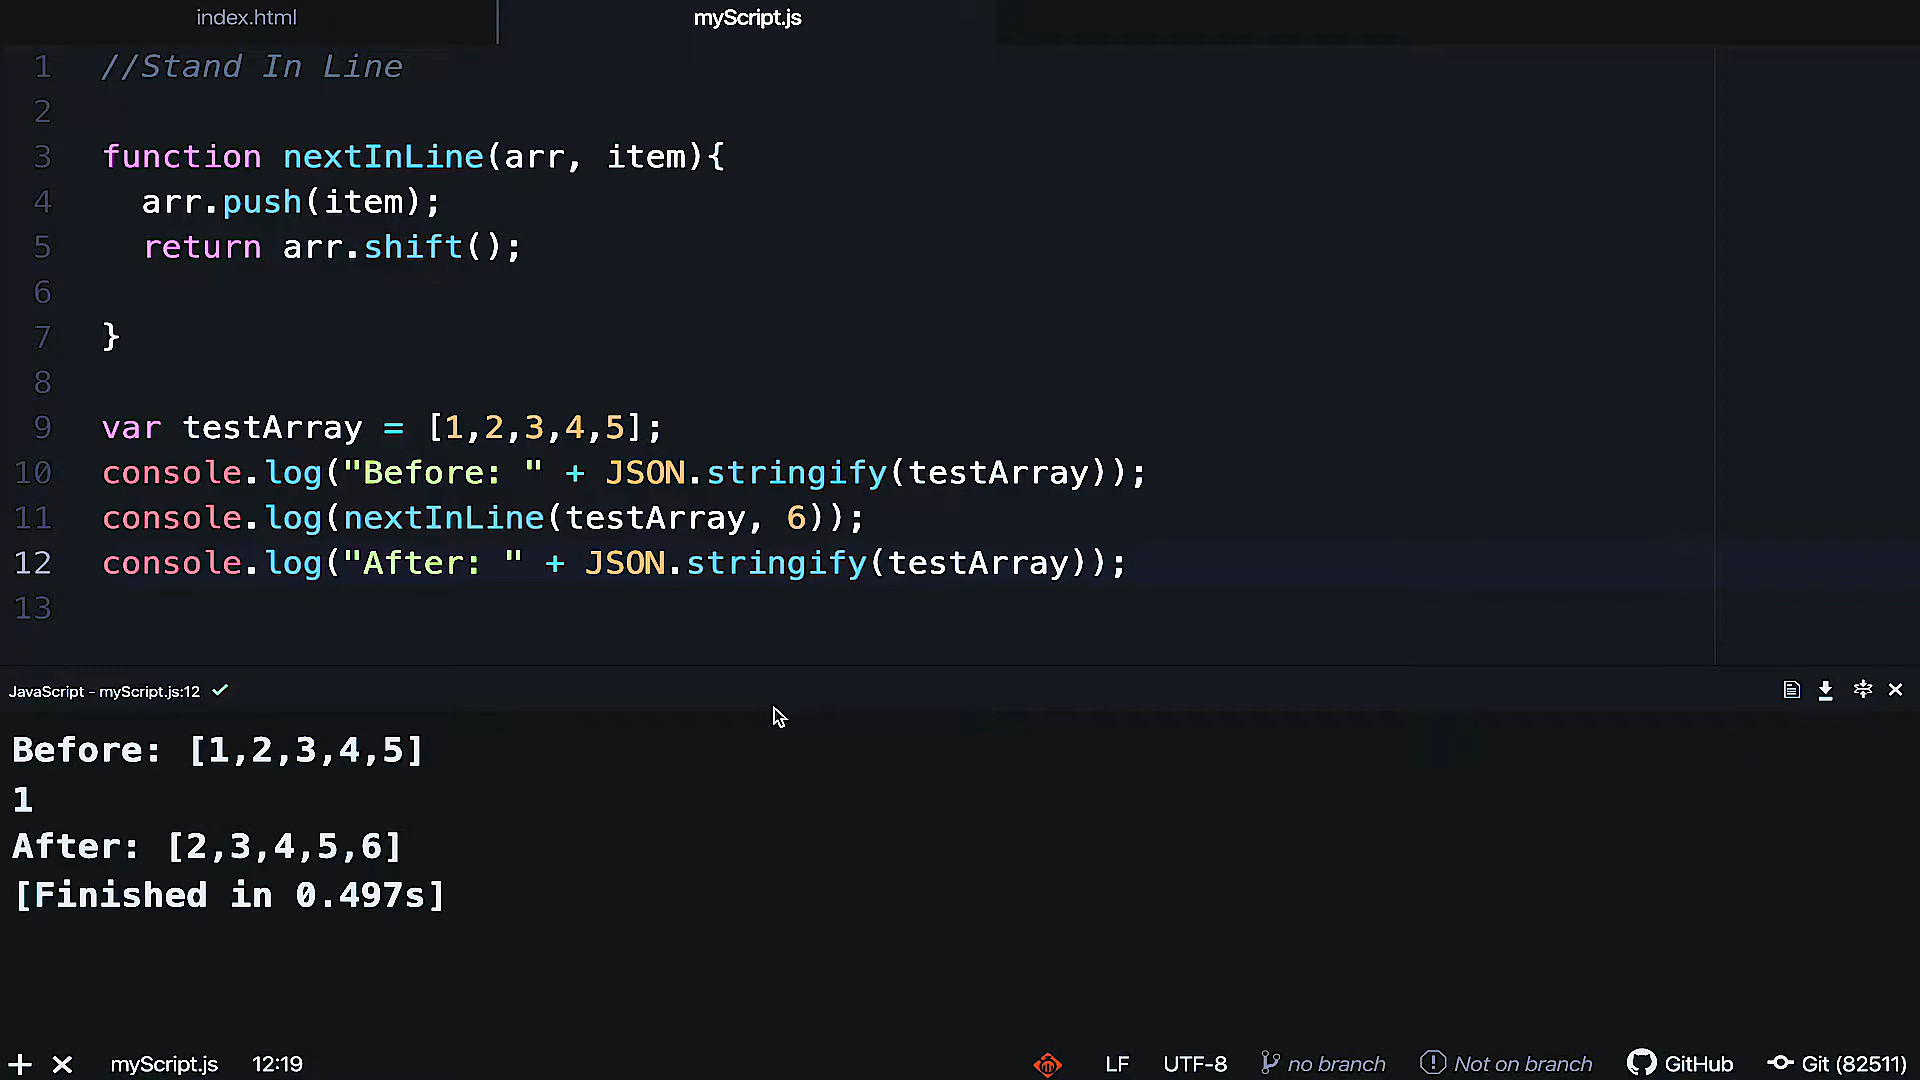 index.html
myScript.js
1 //Stand In Line
2
3 function nextInLine(arr, item){
4   arr.push(item);
5   return arr.shift();
6
7 }
8
9 var testArray = [1,2,3,4,5];
10 console.log("Before: " + JSON.stringify(testArray));
11 console.log(nextInLine(testArray, 6));
12 console.log("After: " + JSON.stringify(testArray));
13
JavaScript - myScript.js:12
Before: [1,2,3,4,5]
1
After: [2,3,4,5,6]
[Finished in 0.497s]
myScript.js 12:19 LF UTF-8 no branch Not on branch GitHub Git (82511)